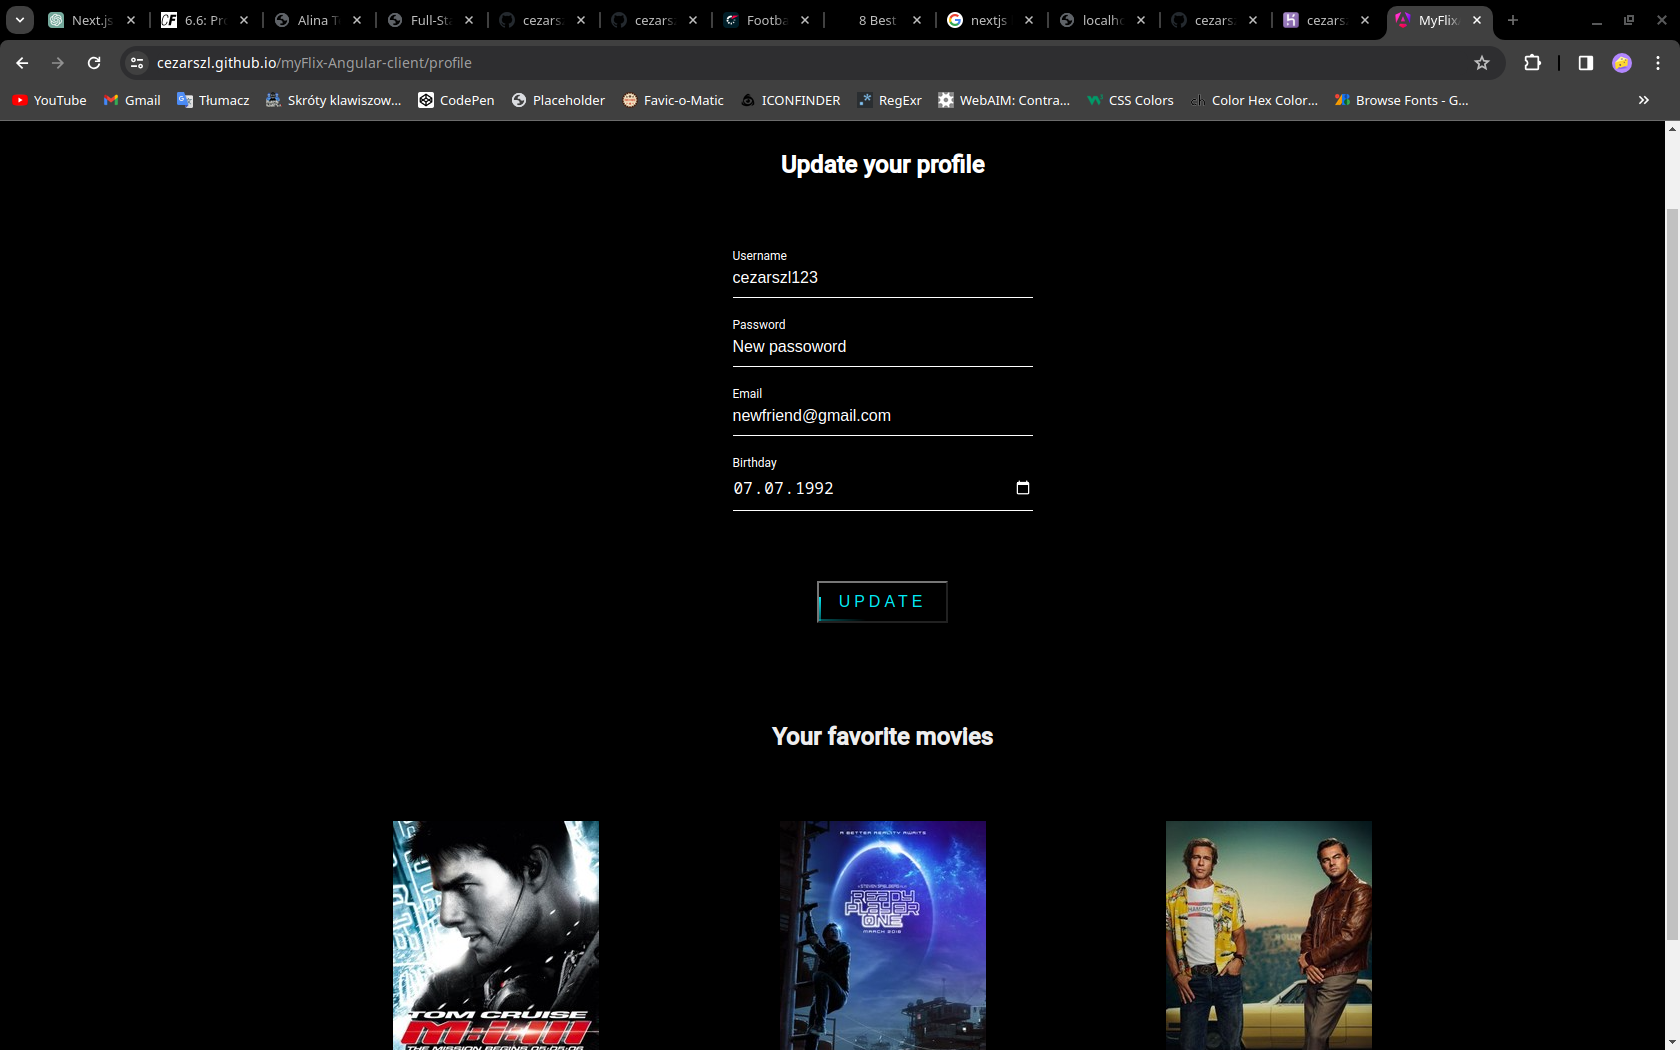 Next.js
6.6: Pr
Alina T
Full-St
cezars
cezars
Footba
8 Best
nextjs
localh
cezars
cezars
MyFlix
cezarszl.github.io/myFlix-Angular-client/profile
YouTube
Gmail
Tłumacz
Skróty klawiszow...
CodePen
Placeholder
Favic-o-Matic
ICONFINDER
RegExr
WebAIM: Contra...
CSS Colors
Color Hex Color...
Browse Fonts - G...
Update your profile
Username
cezarszl123
Password
New passoword
Email
newfriend@gmail.com
Birthday
07.07.1992
UPDATE
Your favorite movies
TOM CRUISE
M:i:III
THE MISSION BEGINS 05:05:06
A BETTER REALITY AWAITS
A STEVEN SPIELBERG FILM
READY
PLAYER
ONE
MARCH 2018
CHAMPION